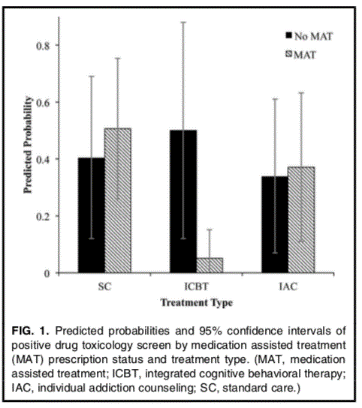 No MAT
MAT
0.8
0.6
0.4
0.2
0
Predicted Probability
SC
ICBT
IAC
Treatment Type
FIG. 1. Predicted probabilities and 95% confidence intervals of
positive drug toxicology screen by medication assisted treatment
(MAT) prescription status and treatment type. (MAT, medication
assisted treatment; ICBT, integrated cognitive behavioral therapy;
IAC, individual addiction counseling; SC, standard care.)